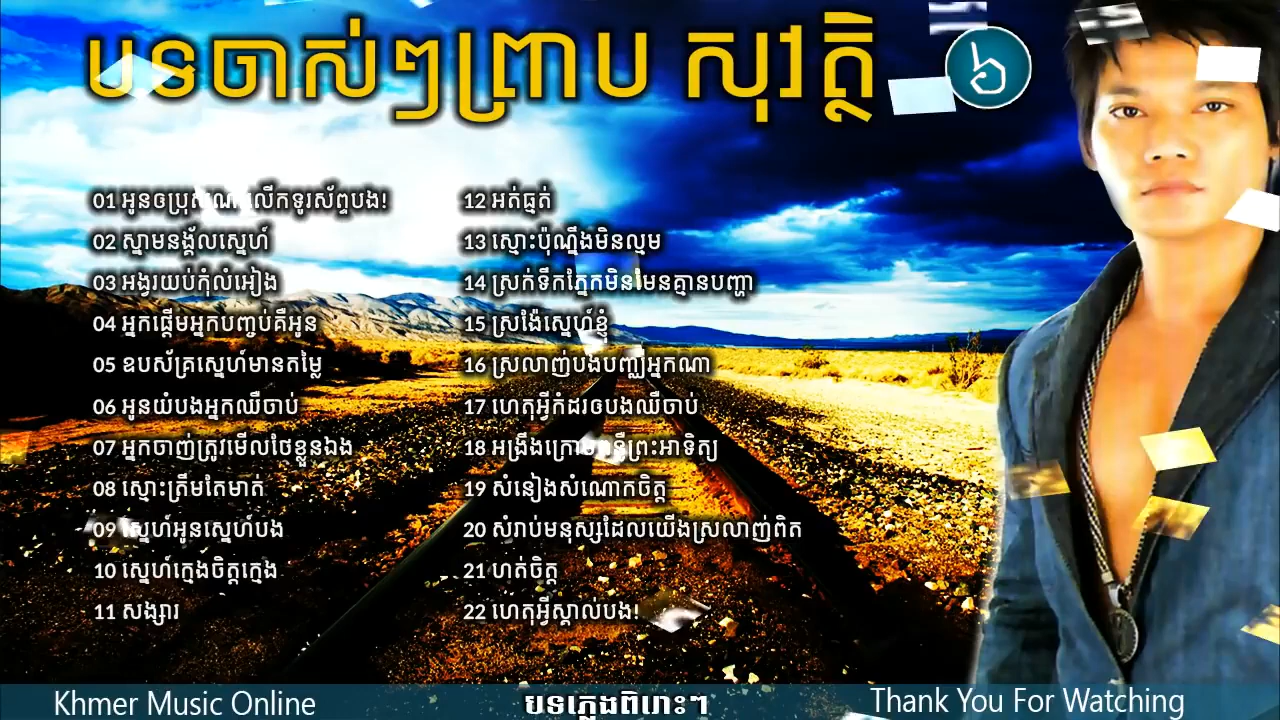 បទចាស់ៗព្រាប សុវត្ថិ ៦
01 អូនឲប្រុស លើកទូរស័ព្ទបង!
02 ស្នាមនង្គ័លស្នេហ៍
03 អង្វរយប់កុំលំអៀង
04 អ្នកផ្ដើមអ្នកបញ្ចប់គឺអូន
05 ឧបស័គ្រស្នេហ៍មានតម្លៃ
06 អូនយំបងអ្នកឈឺចាប់
07 អ្នកចាញ់ត្រូវមើលថែខ្លួនឯង
08 ស្មោះត្រឹមតែមាត់
09 ស្នេហ៍អូនស្នេហ៍បង
10 ស្នេហ៍ក្មេងចិត្តក្មេង
11 សង្សារ
12 អត់ធ្មត់
13 ស្មោះប៉ុណ្ណឹងមិនល្មម
14 ស្រក់ទឹកភ្នែកមិនមែនគ្មានបញ្ហា
15 ស្រងែស្នេហ៍ខ្ញុំ
16 ស្រលាញ់បងបញ្ឈឺអ្នកណា
17 ហេតុអ្វីកំដរឲបងឈឺចាប់
18 អង្រឹងក្រោមពន្លឺព្រះអាទិត្យ
19 សំនៀងសំណោកចិត្ត
20 សំរាប់មនុស្សដែលយើងស្រលាញ់ពិត
21 ហត់ចិត្ត
22 ហេតុអ្វីស្គាល់បង!
Khmer Music Online
បទភ្លេងពិរោះៗ
Thank You For Watching